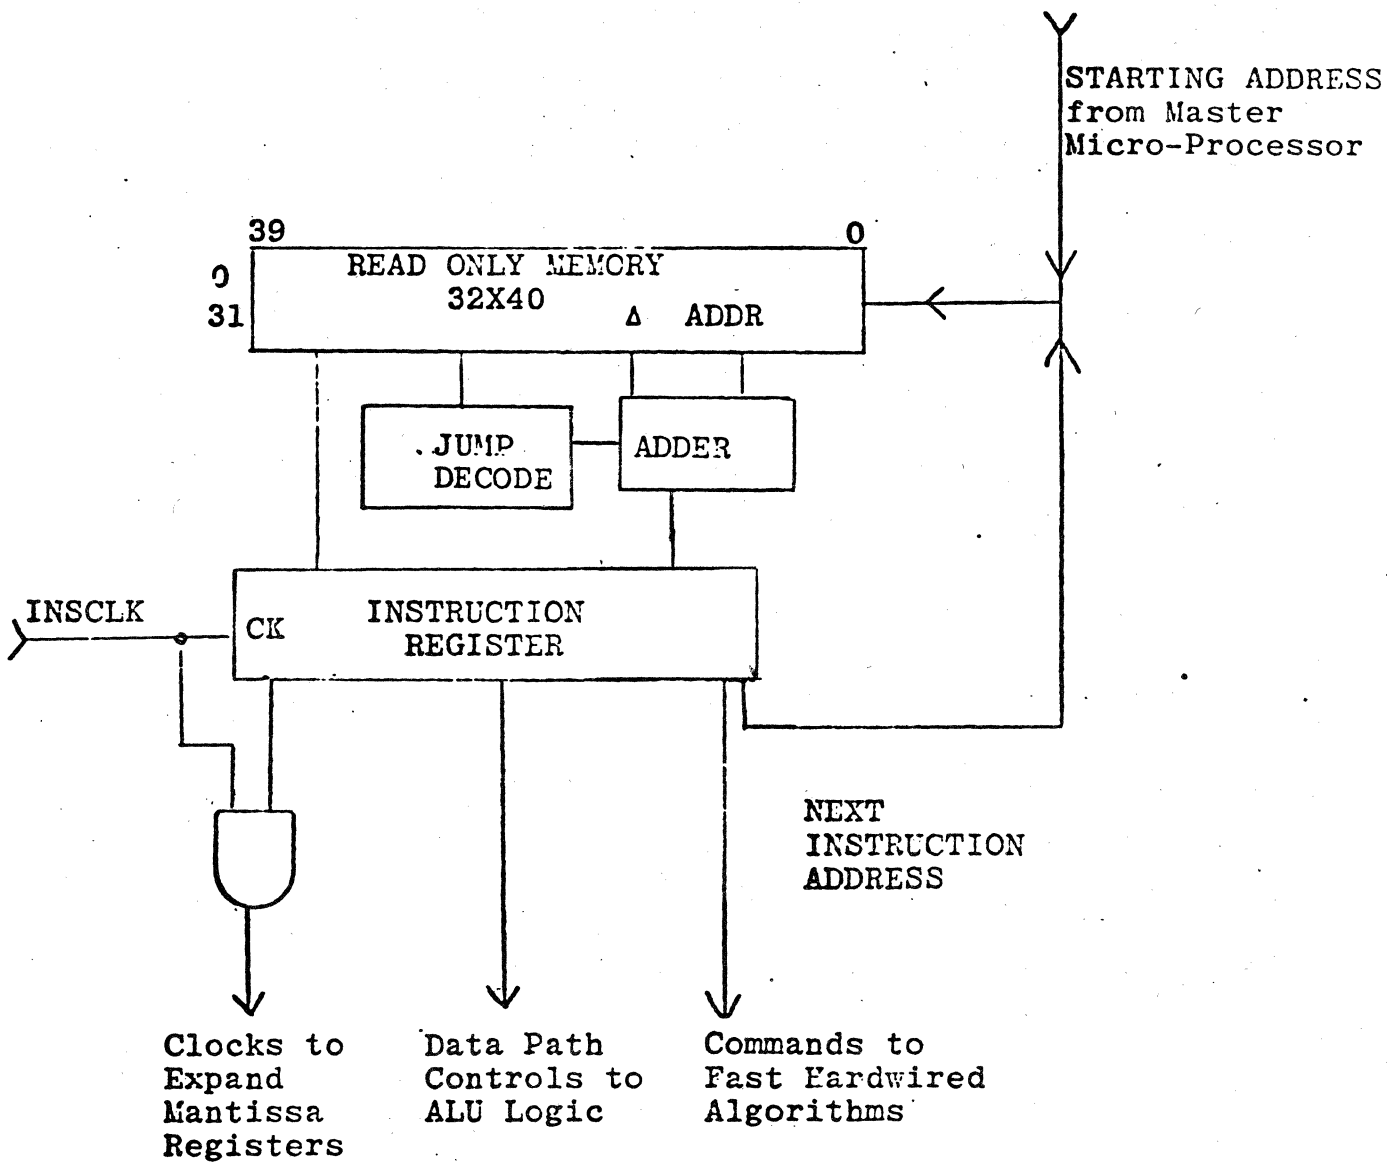 STARTING ADDRESS
from Master
Micro-Processor
39
0
READ ONLY MEMORY
0
32X40
31
Δ ADDR
JUMP
DECODE
ADDER
INSCLK
CK
INSTRUCTION
REGISTER
NEXT
INSTRUCTION
ADDRESS
Clocks to
Expand
Mantissa
Registers
Data Path
Controls to
ALU Logic
Commands to
Fast Hardwired
Algorithms